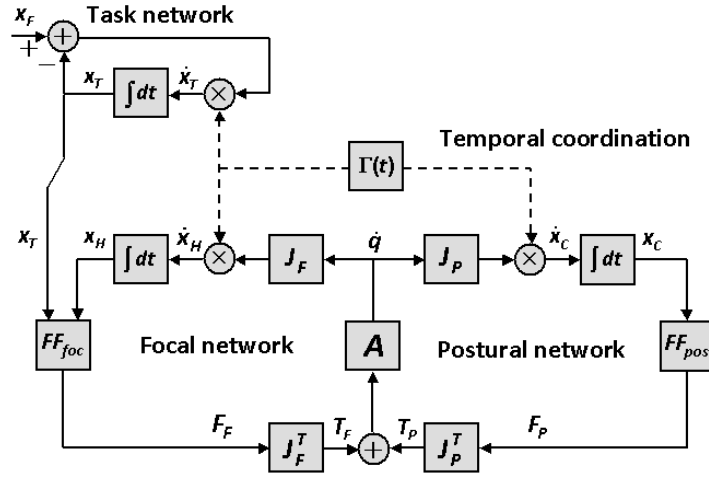 x_F Task network
+
+
−
x_T ∫dt ẋ_T ×
Temporal coordination
Γ(t)
x_T x_H ∫dt ẋ_H × J_F q̇ J_P × ẋ_C ∫dt x_C
FF_foc Focal network A Postural network FF_pos
F_F J_F^T T_F + T_P J_P^T F_P